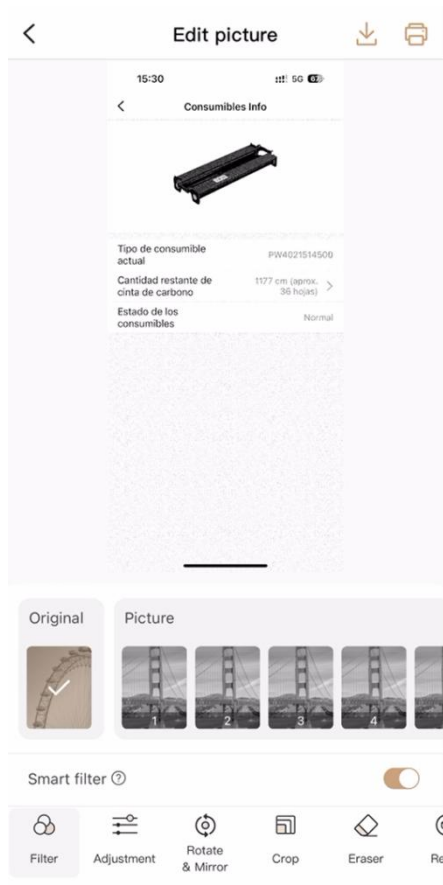 Edit picture
15:30
5G 62
Consumibles Info
Tipo de consumible
actual
PW4021514500
Cantidad restante de
cinta de carbono
1177 cm (aprox.
36 hojas)
Estado de los
consumibles
Normal
Original
Picture
1
2
3
4
Smart filter ?
Filter
Adjustment
Rotate
& Mirror
Crop
Eraser
Re